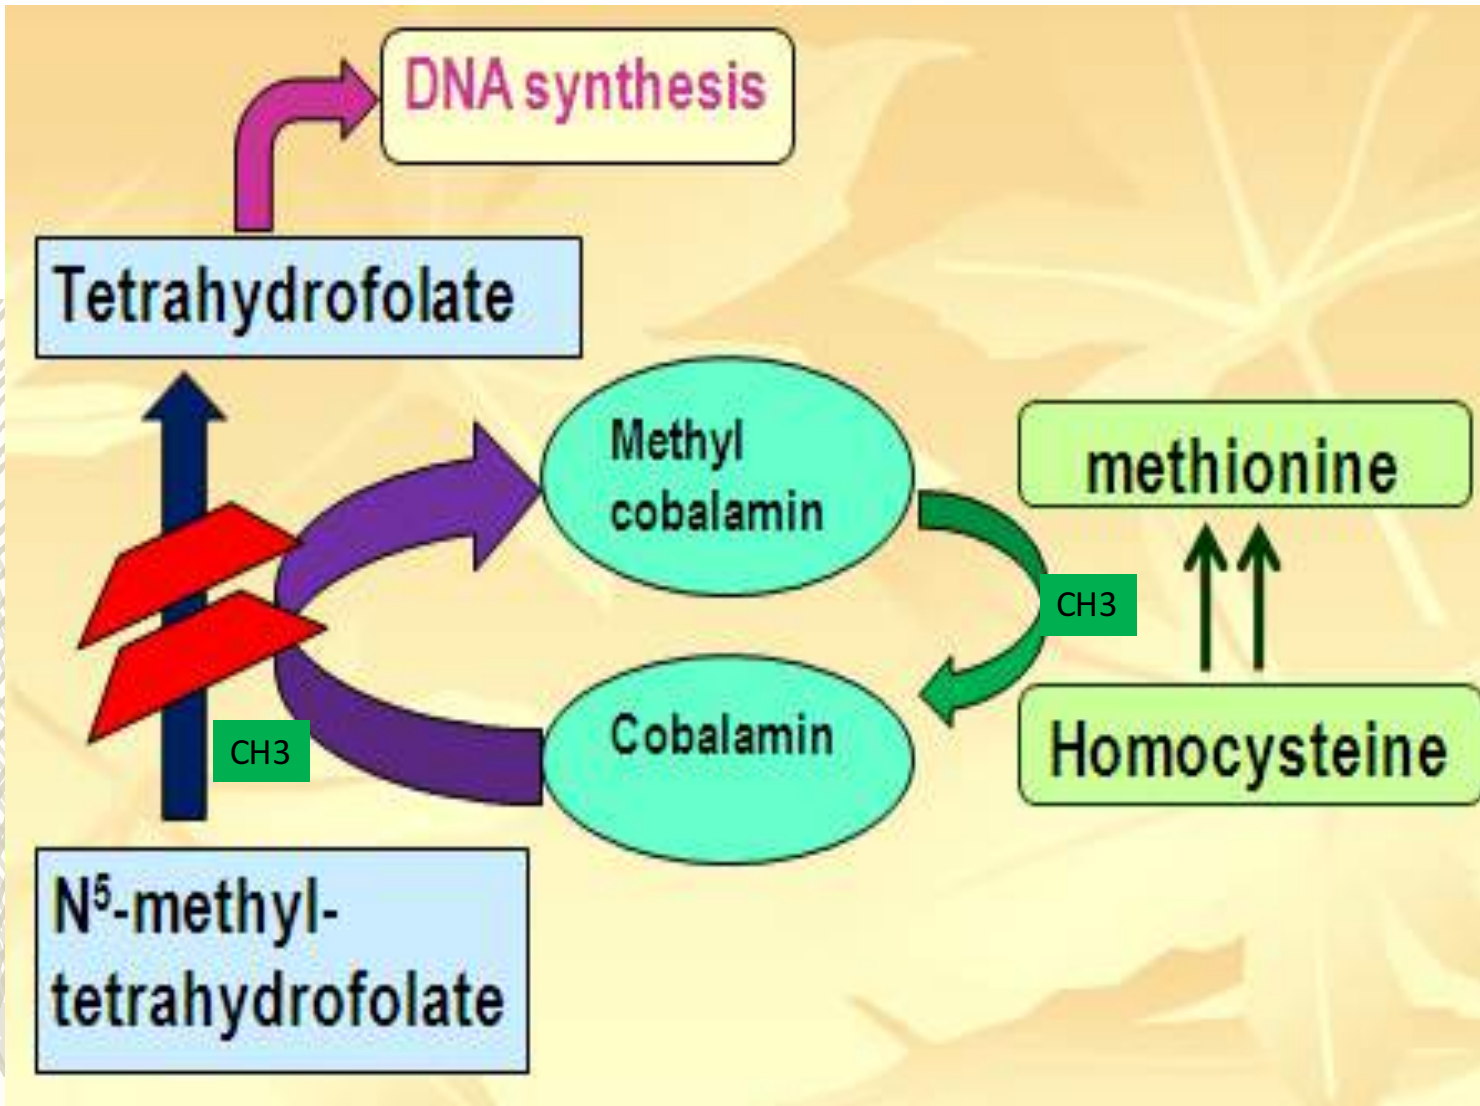 DNA synthesis
Tetrahydrofolate
Methyl
cobalamin
methionine
CH3
Cobalamin
Homocysteine
CH3
N⁵-methyl-
tetrahydrofolate